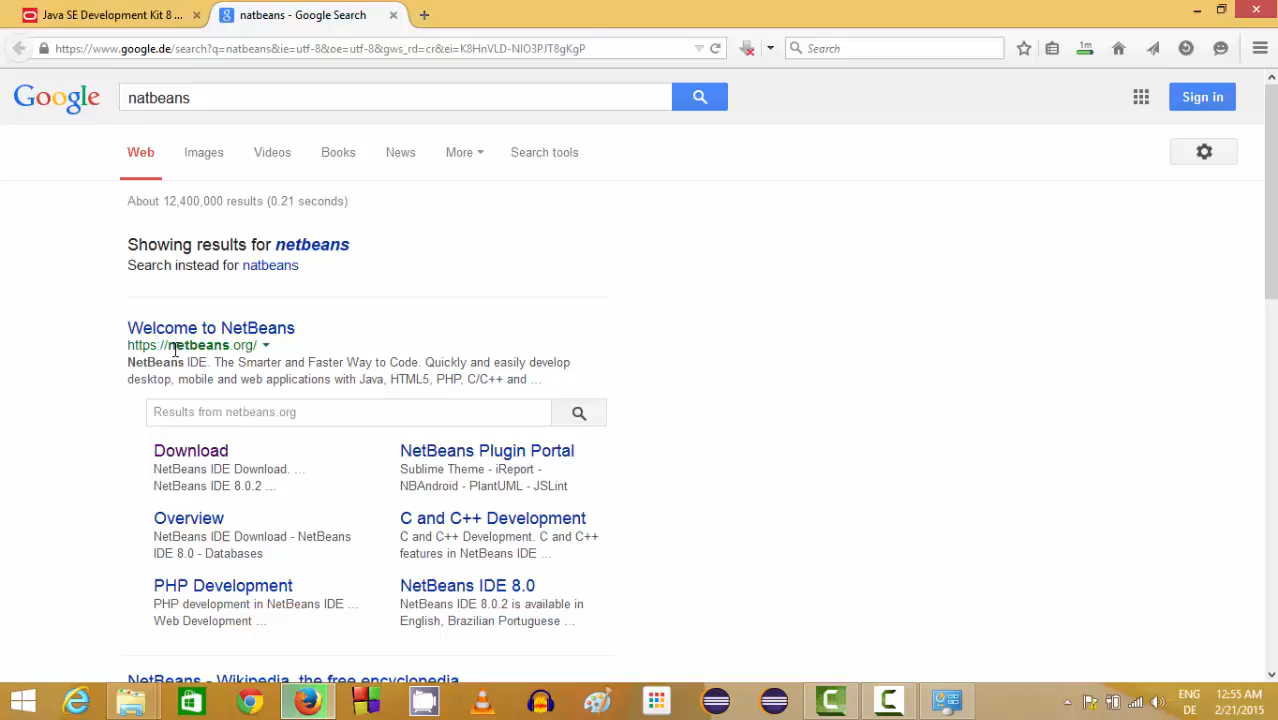 Java SE Development Kit 8 ...
natbeans - Google Search
https://www.google.de/search?q=natbeans&ie=utf-8&oe=utf-8&gws_rd=cr&ei=K8HnVLD-NIO3PJT8gKgP
Search
1m
Google
natbeans
Sign in
Web Images Videos Books News More Search tools
About 12,400,000 results (0.21 seconds)
Showing results for netbeans
Search instead for natbeans
Welcome to NetBeans
https://netbeans.org/
NetBeans IDE. The Smarter and Faster Way to Code. Quickly and easily develop
desktop, mobile and web applications with Java, HTML5, PHP, C/C++ and ...
Results from netbeans.org
Download
NetBeans IDE Download. ...
NetBeans IDE 8.0.2 ...
NetBeans Plugin Portal
Sublime Theme - iReport -
NBAndroid - PlantUML - JSLint
Overview
NetBeans IDE Download - NetBeans
IDE 8.0 - Databases
C and C++ Development
C and C++ Development. C and C++
features in NetBeans IDE ...
PHP Development
PHP development in NetBeans IDE ...
Web Development ...
NetBeans IDE 8.0
NetBeans IDE 8.0.2 is available in
English, Brazilian Portuguese ...
NetBeans - Wikipedia, the free encyclopedia
ENG
DE
12:55 AM
2/21/2015